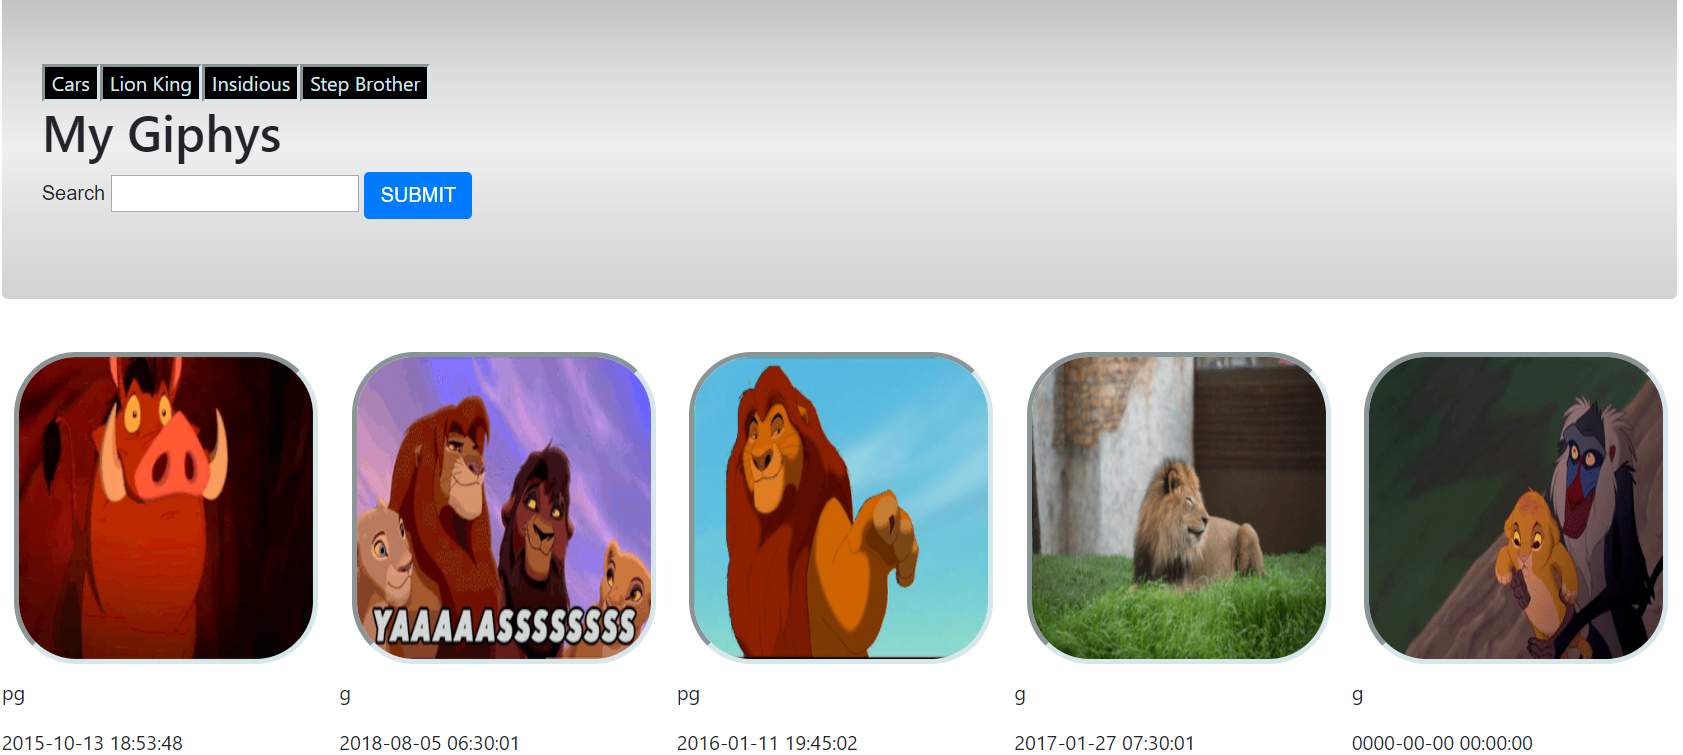 Cars Lion King Insidious Step Brother
My Giphys
Search SUBMIT
YAAAAASSSSSSSS
pg g pg g g
2015-10-13 18:53:48 2018-08-05 06:30:01 2016-01-11 19:45:02 2017-01-27 07:30:01 0000-00-00 00:00:00